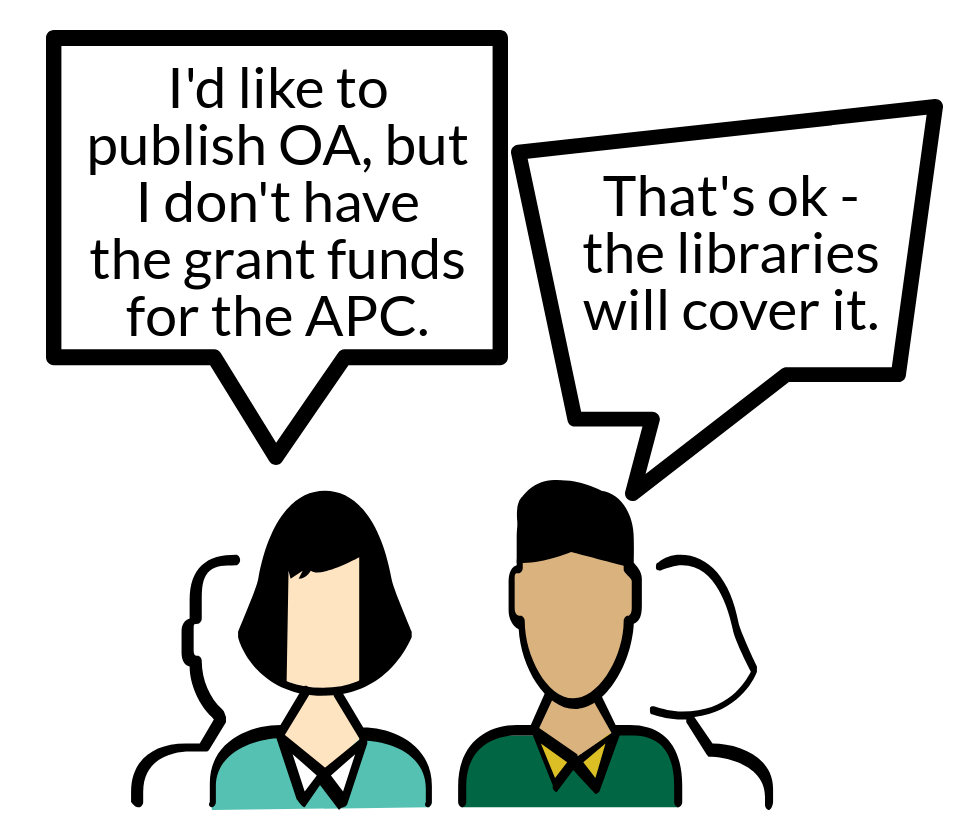 I'd like to
publish OA, but
I don't have
the grant funds
for the APC.
That's ok -
the libraries
will cover it.